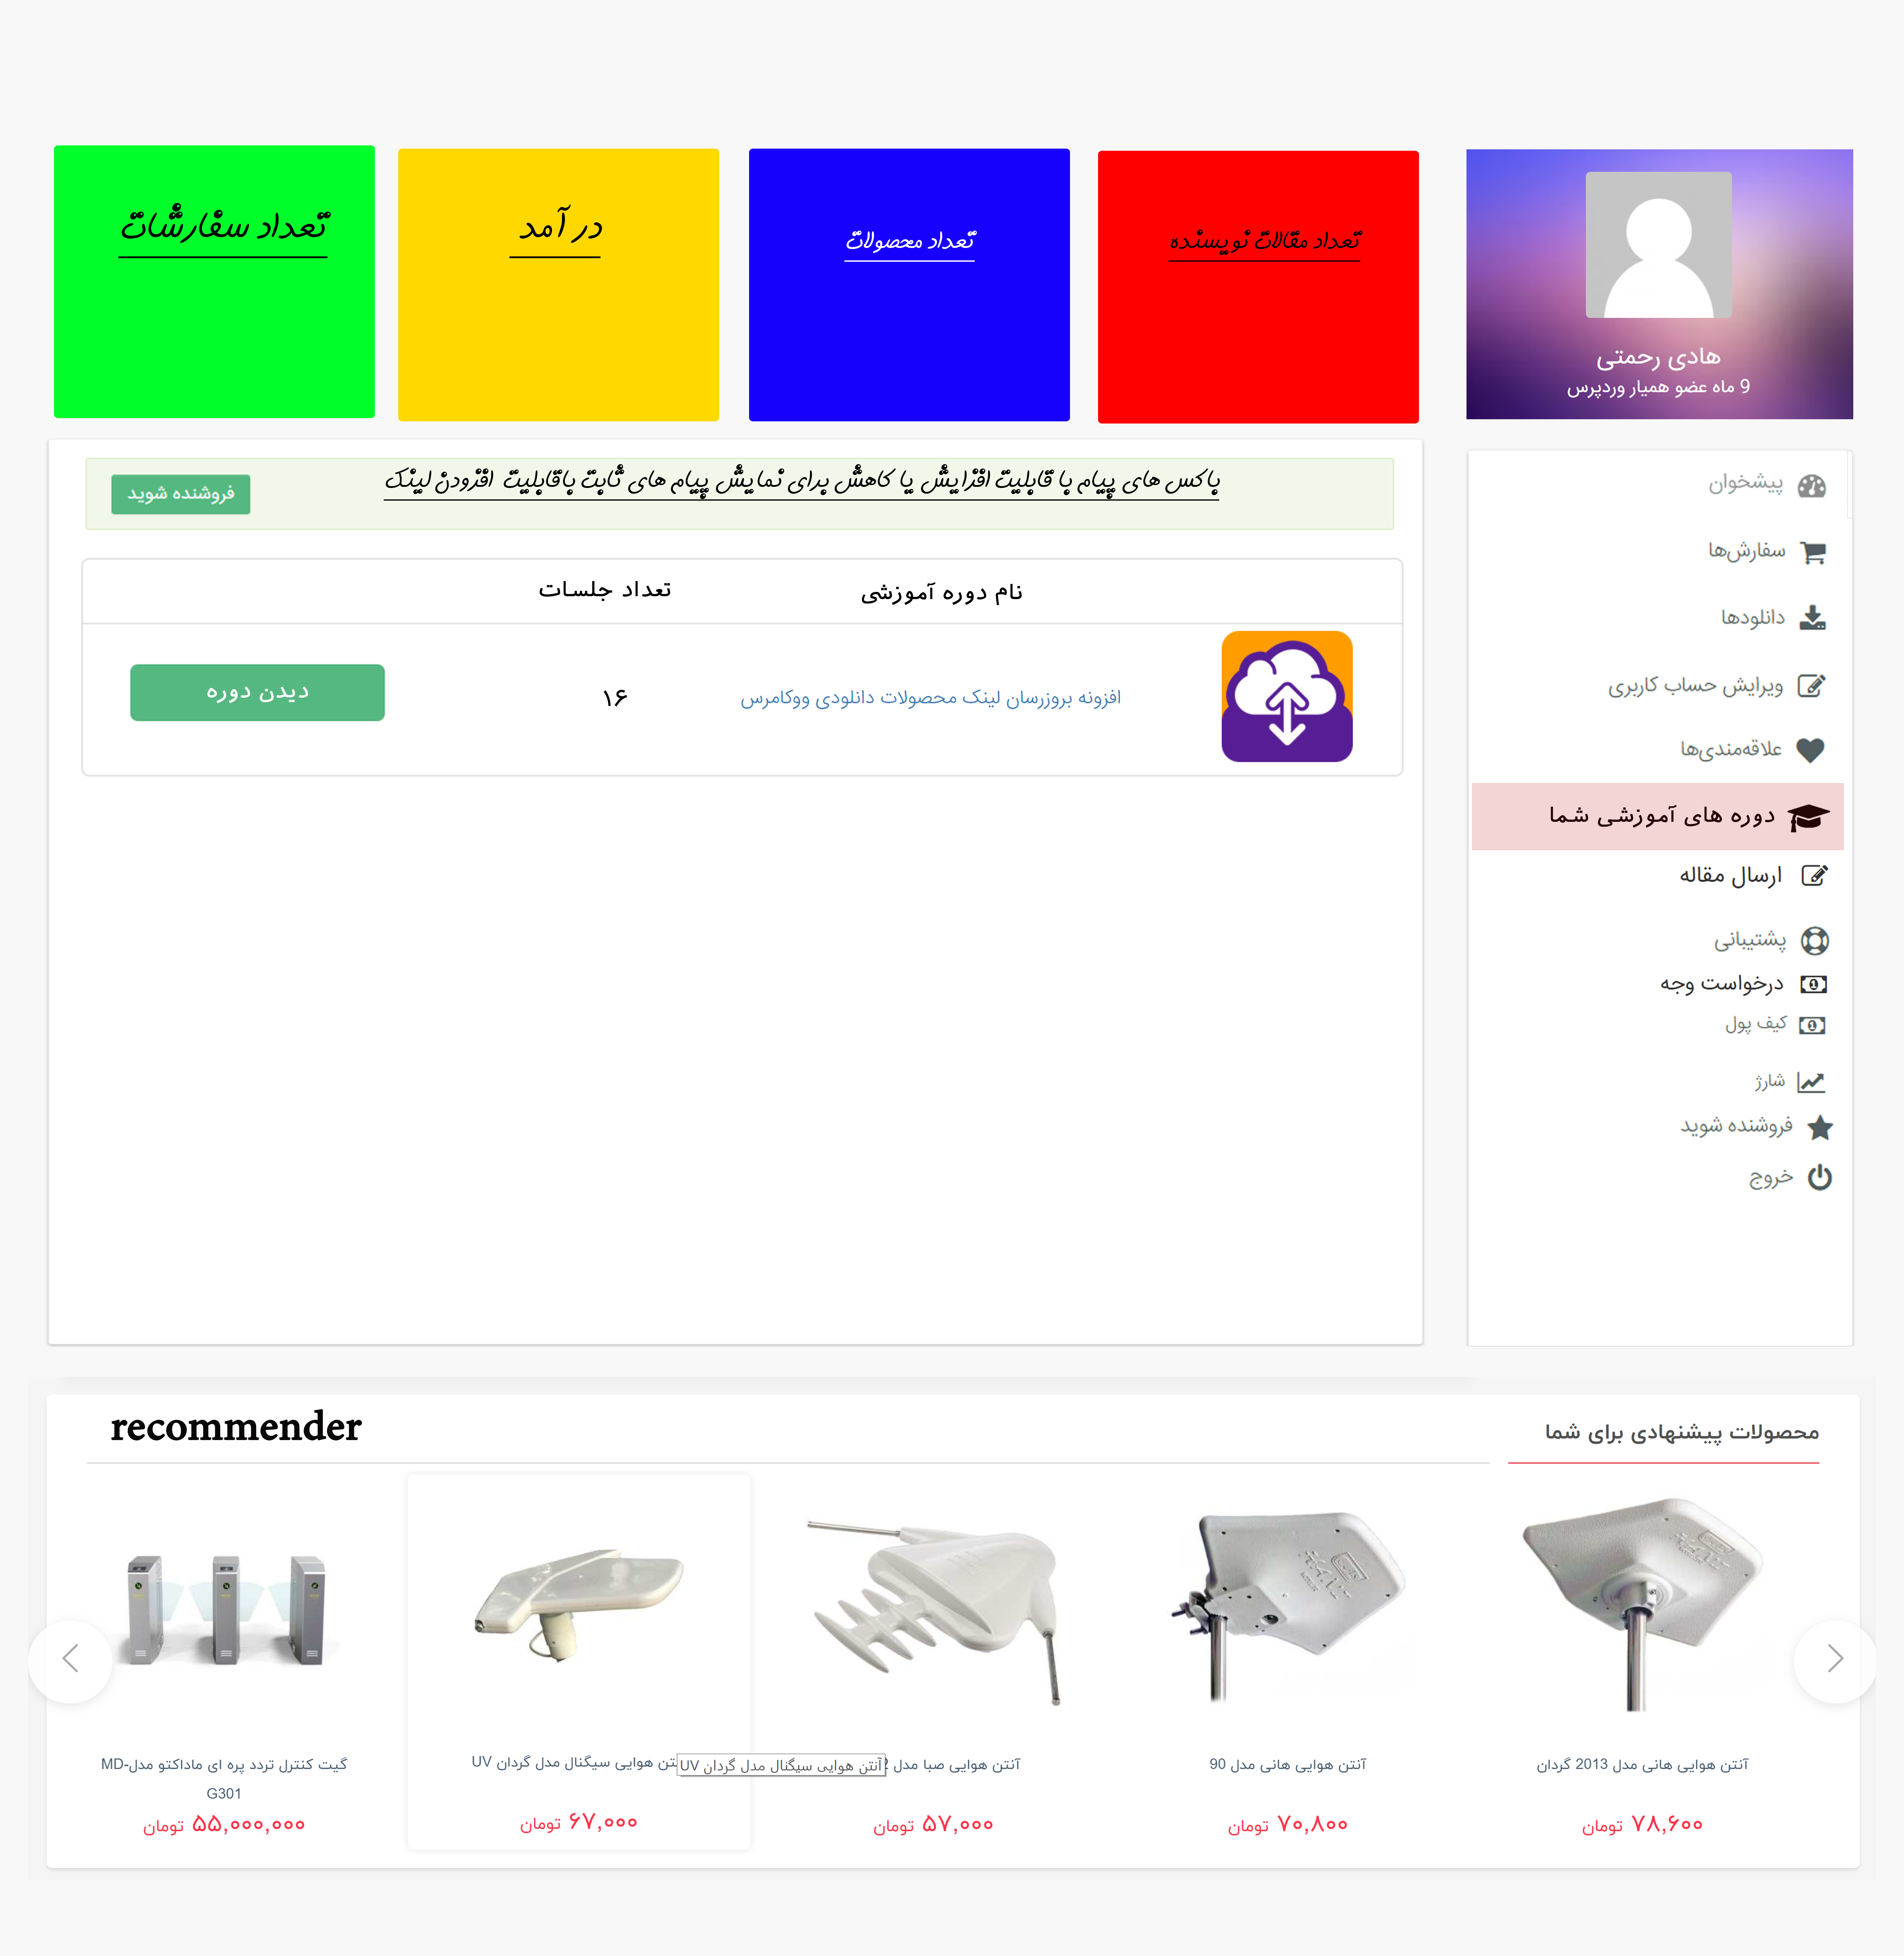 هادی رحمتی
9 ماه عضو همیار وردپرس
تعداد مقالات نویسنده
تعداد محصولات
در آمد
تعداد سفارشات
پیشخوان
سفارش‌ها
دانلودها
ویرایش حساب کاربری
علاقه‌مندی‌ها
دوره های آموزشی شما
ارسال مقاله
پشتیبانی
درخواست وجه
کیف پول
شارژ
فروشنده شوید
خروج
باکس های پیام با قابلیت افزایش یا کاهش برای نمایش پیام های ثابت باقابلیت افزودن لینک
فروشنده شوید
نام دوره آموزشی
تعداد جلسات
افزونه بروزرسان لینک محصولات دانلودی ووکامرس
۱۶
دیدن دوره
محصولات پیشنهادی برای شما
recommender
آنتن هوایی هانی مدل 2013 گردان
۷۸,۶۰۰ تومان
آنتن هوایی هانی مدل 90
۷۰,۸۰۰ تومان
آنتن هوایی صبا مدل
۵۷,۰۰۰ تومان
آنتن هوایی سیگنال مدل گردان UV
تن هوایی سیگنال مدل گردان UV
۶۷,۰۰۰ تومان
گیت کنترل تردد پره ای ماداکتو مدل MD-
G301
۵۵,۰۰۰,۰۰۰ تومان